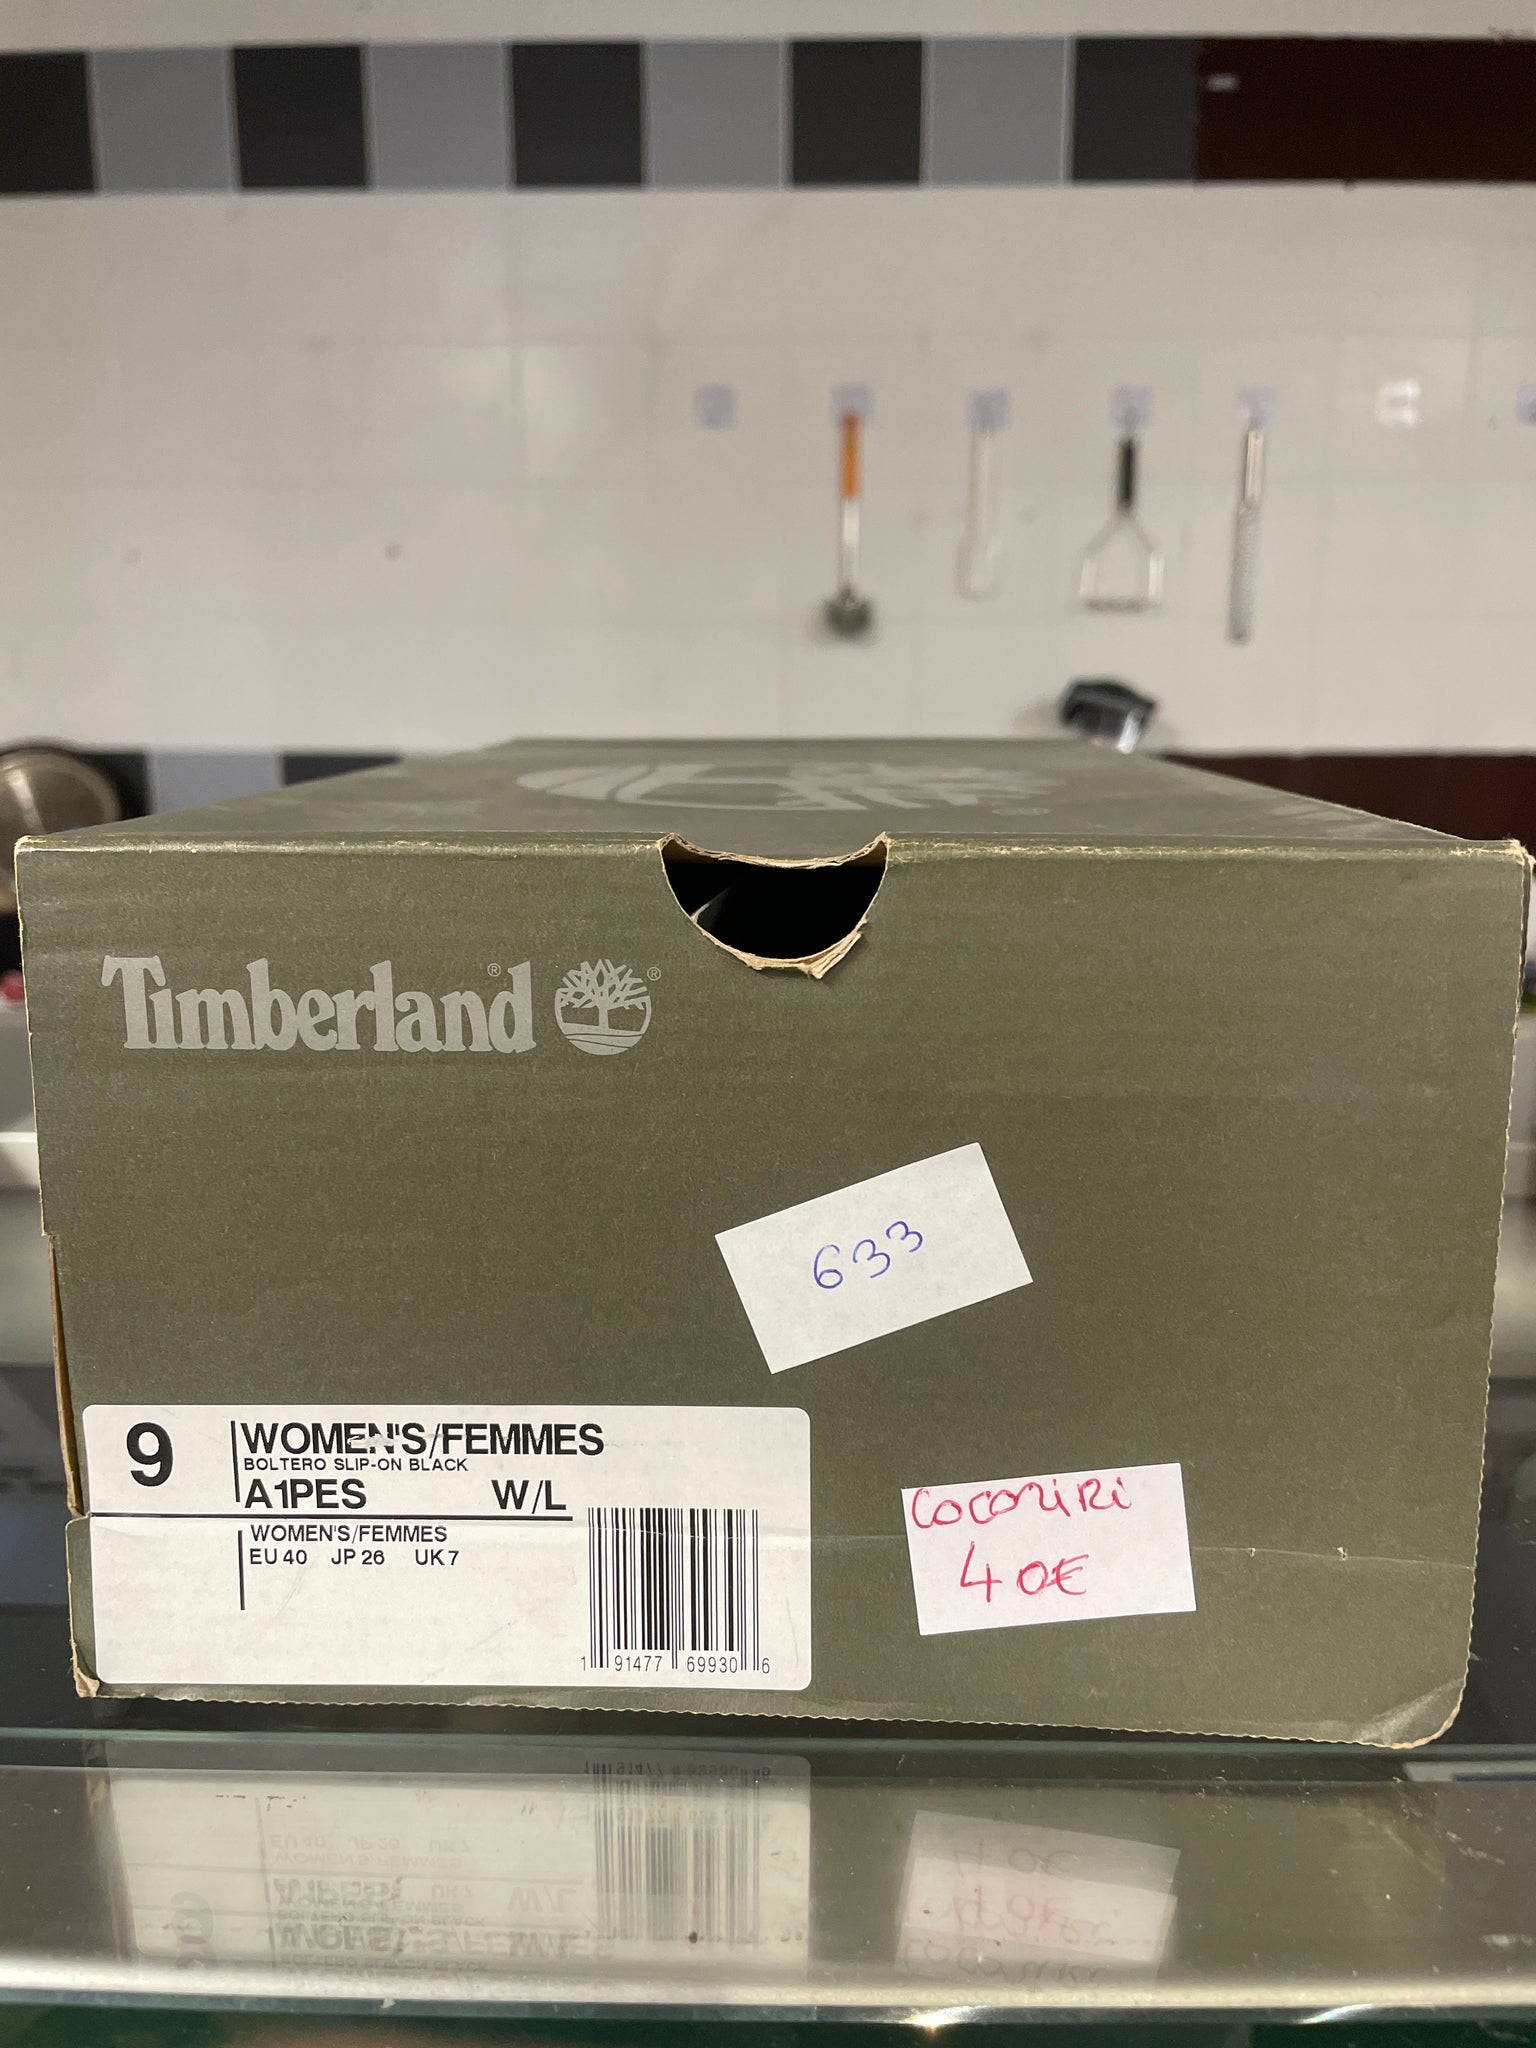 Timberland®
®
633
9
WOMEN'S/FEMMES
BOLTERO SLIP-ON BLACK
A1PES W/L
WOMEN'S/FEMMES
EU 40 JP 26 UK 7
1 91477 69930 6
COCORIRI
40€